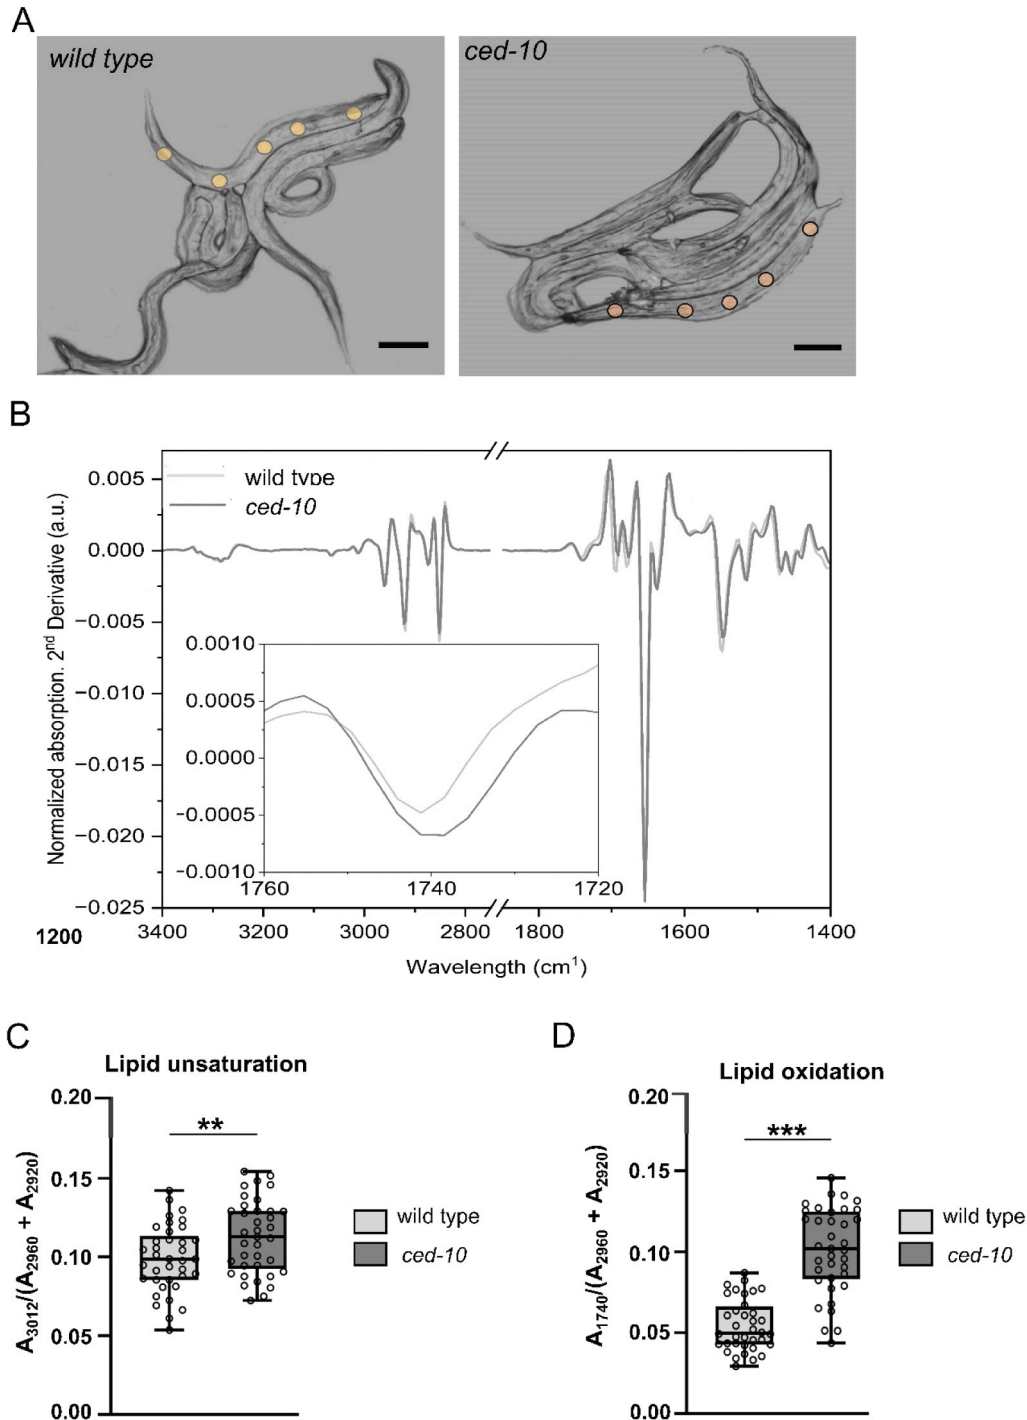 A
wild type
ced-10
B
0.005
0.000
−0.005
−0.010
−0.015
−0.020
−0.025
Normalized absorption. 2nd Derivative (a.u.)
wild type
ced-10
0.0010
0.0005
0.0000
−0.0005
−0.0010
1760
1740
1720
1200
3400
3200
3000
2800
1800
1600
1400
Wavelength (cm1)
C
Lipid unsaturation
0.20
0.15
0.10
0.05
0.00
A3012/(A2960 + A2920)
**
wild type
ced-10
D
Lipid oxidation
0.20
0.15
0.10
0.05
0.00
A1740/(A2960 + A2920)
***
wild type
ced-10